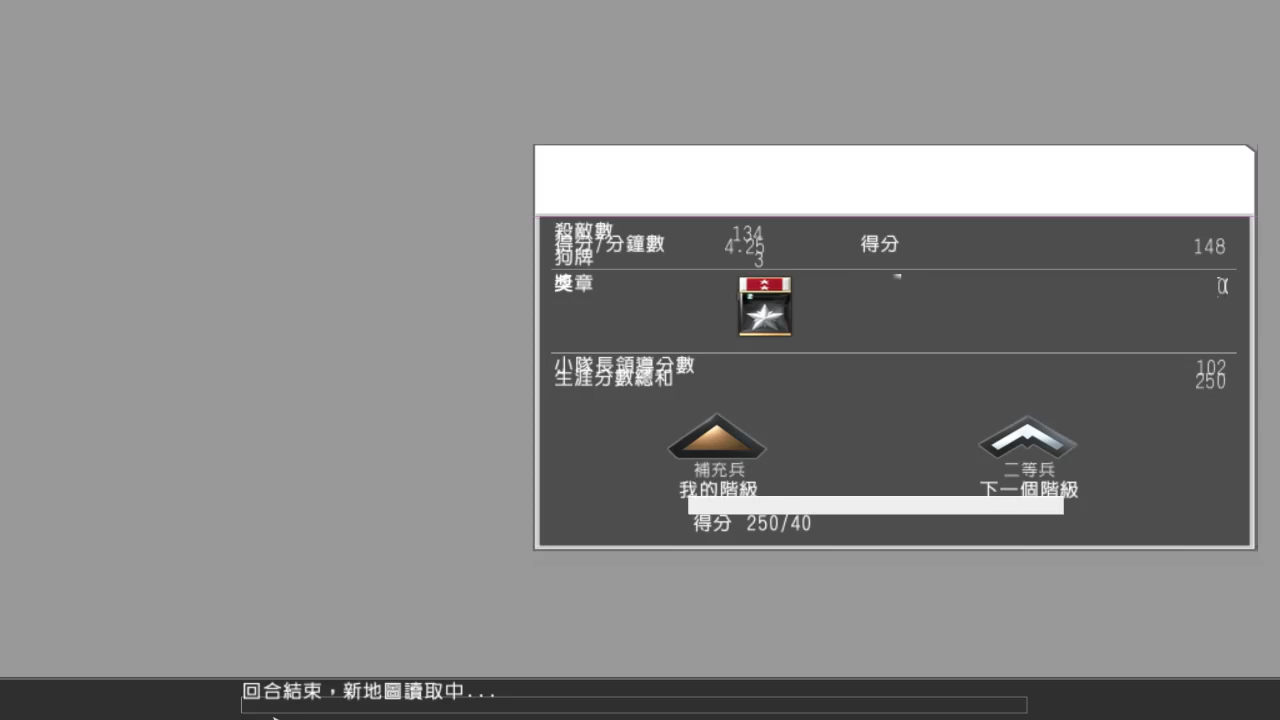 殺敵數 134
得分/分鐘數 4.25 得分 148
狗牌 3
獎章
小隊長領導分數 102
生涯分數總和 250
補充兵 二等兵
我的階級 下一個階級
得分 250/40
回合結束，新地圖讀取中...